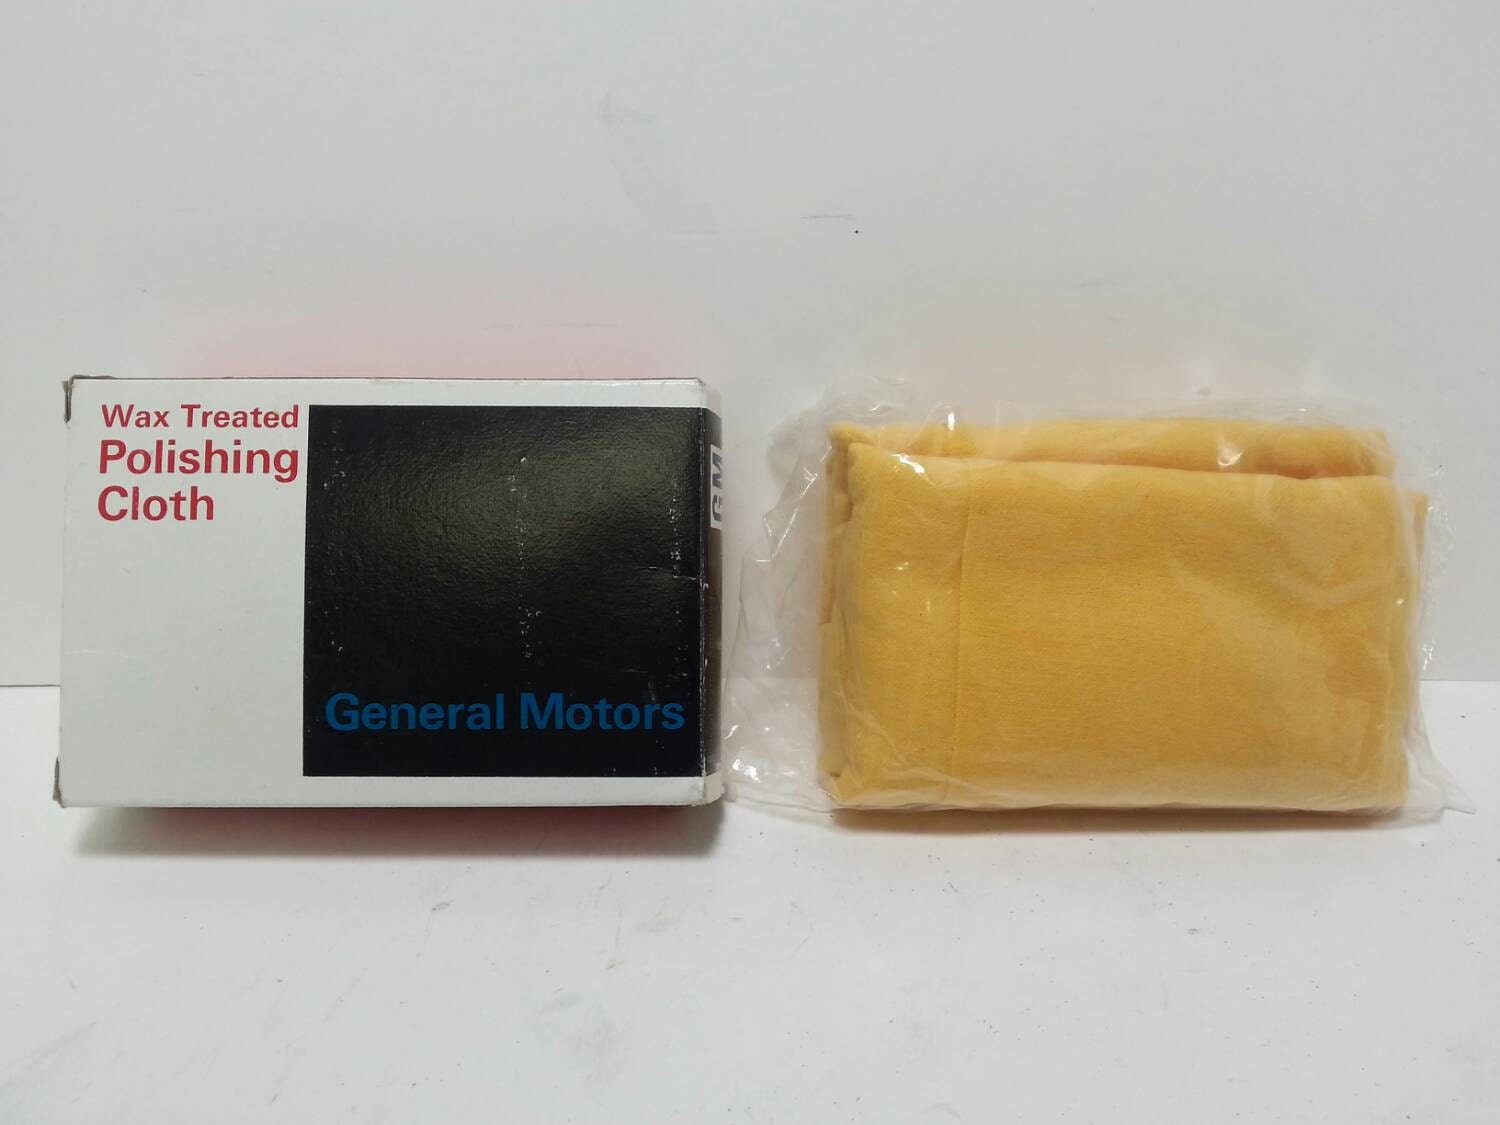 Wax Treated
Polishing
Cloth
General Motors
GM